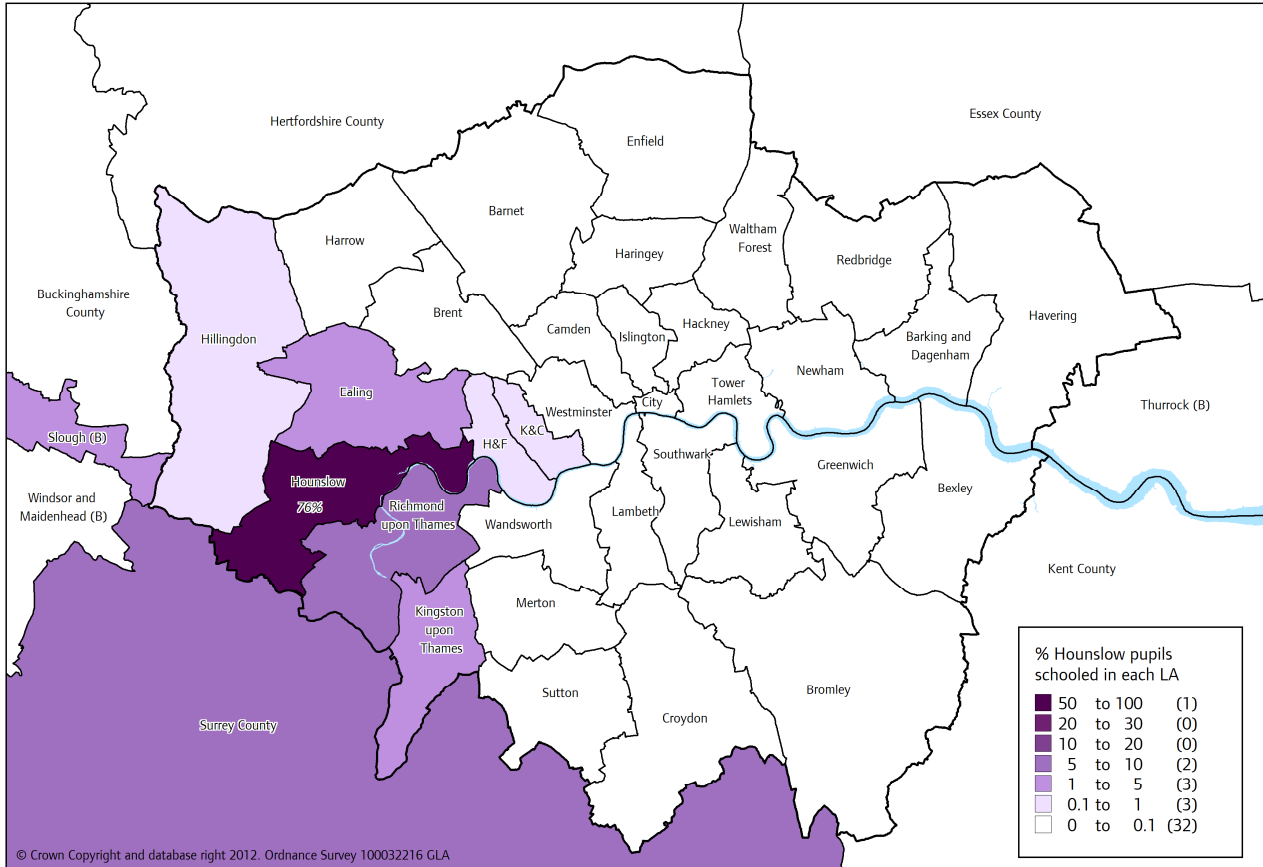 Hertfordshire County
Essex County
Enfield
Barnet
Waltham
Forest
Harrow
Haringey
Redbridge
Buckinghamshire
County
Brent
Camden
Islington
Hackney
Havering
Hillingdon
Barking and
Dagenham
Newham
Ealing
Tower
Hamlets
City
Westminster
Thurrock (B)
K&C
H&F
Slough (B)
Southwark
Greenwich
Hounslow
76%
Bexley
Windsor and
Maidenhead (B)
Richmond
upon Thames
Wandsworth
Lambeth
Lewisham
Kent County
Merton
Kingston
upon
Thames
Sutton
Croydon
Bromley
Surrey County
% Hounslow pupils
schooled in each LA
50 to 100 (1)
20 to 30 (0)
10 to 20 (0)
5 to 10 (2)
1 to 5 (3)
0.1 to 1 (3)
0 to 0.1 (32)
© Crown Copyright and database right 2012. Ordnance Survey 100032216 GLA